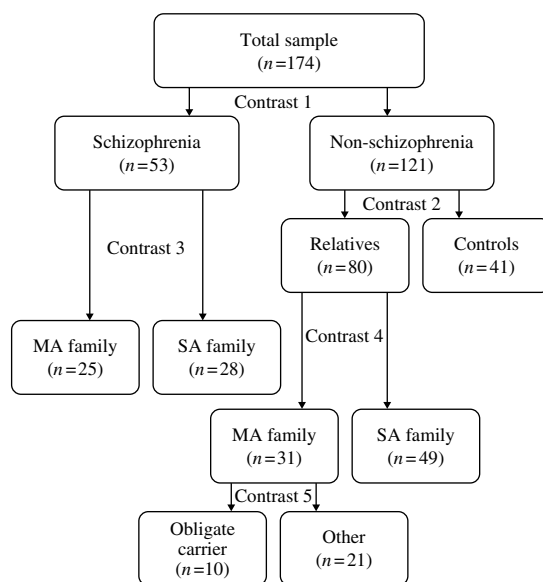 Total sample
(n=174)
Contrast 1
Schizophrenia
(n=53)
Non-schizophrenia
(n=121)
Contrast 2
Contrast 3
Relatives
(n=80)
Controls
(n=41)
MA family
(n=25)
SA family
(n=28)
Contrast 4
MA family
(n=31)
SA family
(n=49)
Contrast 5
Obligate
carrier
(n=10)
Other
(n=21)